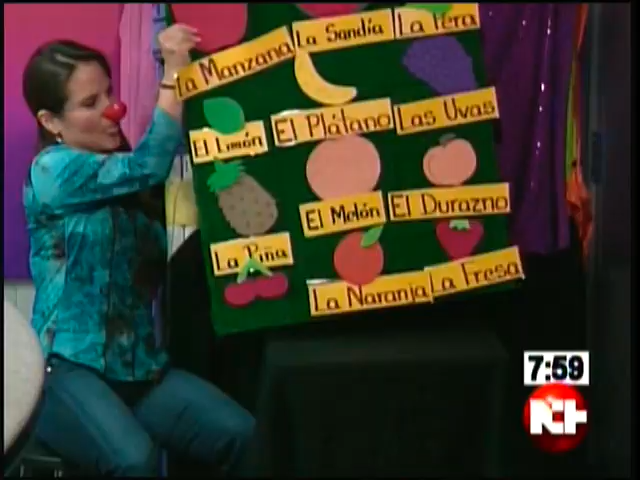 La Manzana
La Sandía
La Pera
El Limón
El Plátano
Las Uvas
La Piña
El Melón
El Durazno
La Naranja
La Fresa
7:59